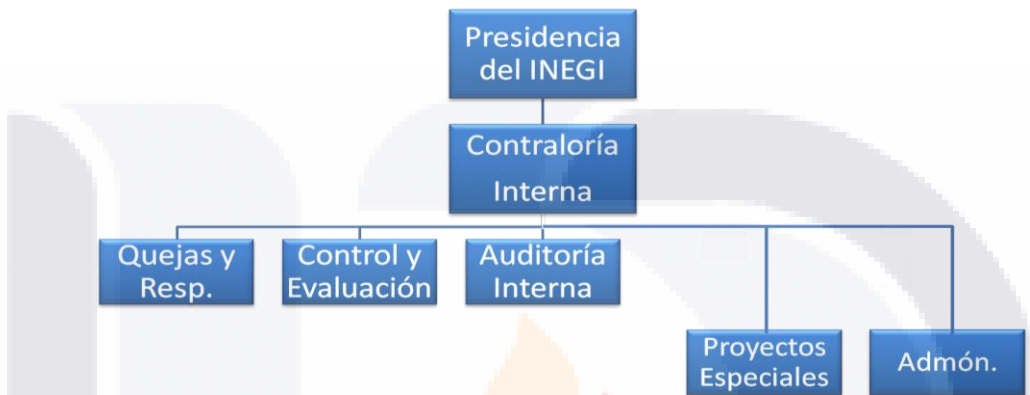 Presidencia
del INEGI
Contraloría
Interna
Quejas y
Resp.
Control y
Evaluación
Auditoría
Interna
Proyectos
Especiales
Admón.